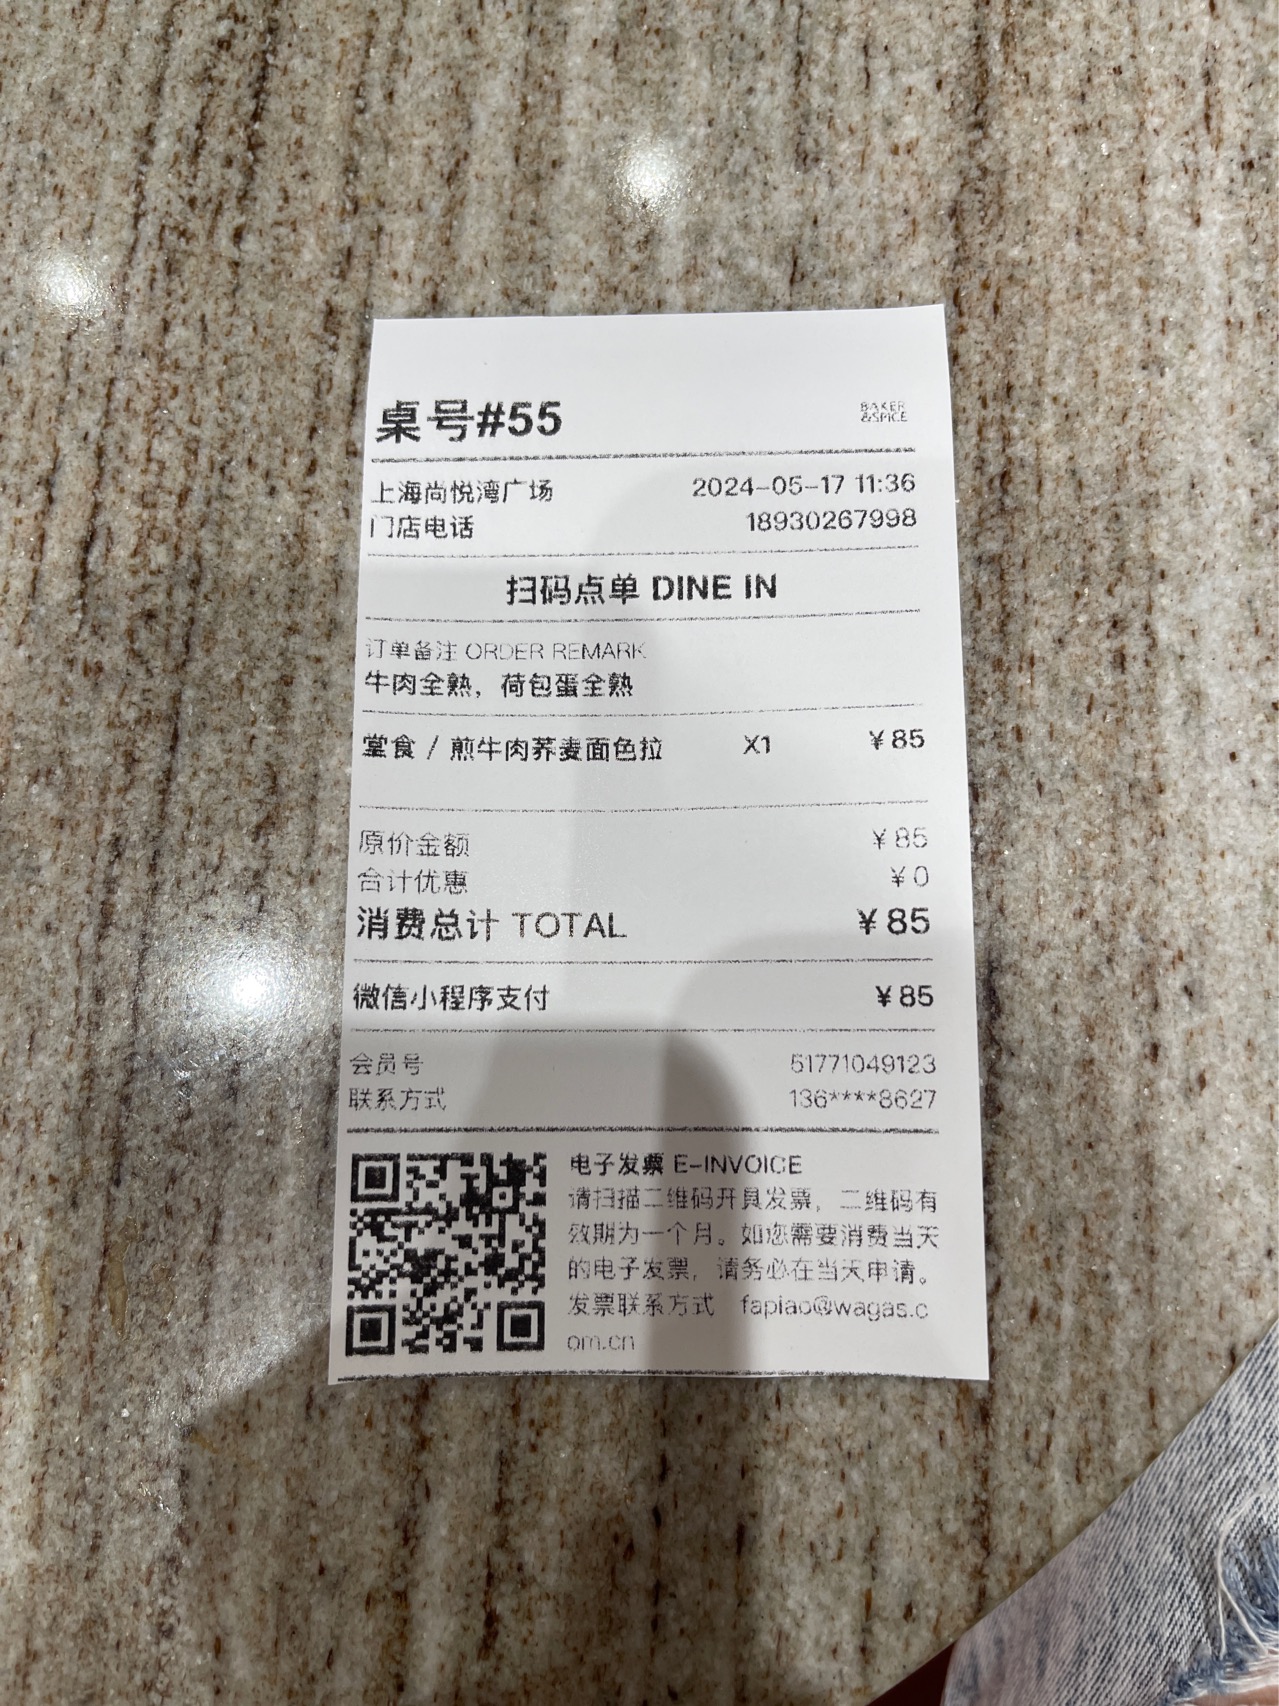 桌号#55
BAKER
&SPICE
上海尚悦湾广场 2024-05-17 11:36
门店电话 18930267998
扫码点单 DINE IN
订单备注 ORDER REMARK
牛肉全熟，荷包蛋全熟
堂食 / 煎牛肉荞麦面色拉 X1 ¥85
原价金额 ¥85
合计优惠 ¥0
消费总计 TOTAL ¥85
微信小程序支付 ¥85
会员号 51771049123
联系方式 136****8627
电子发票 E-INVOICE
请扫描二维码开具发票，二维码有
效期为一个月。如您需要消费当天
的电子发票，请务必在当天申请。
发票联系方式 fapiao@wagas.c
om.cn